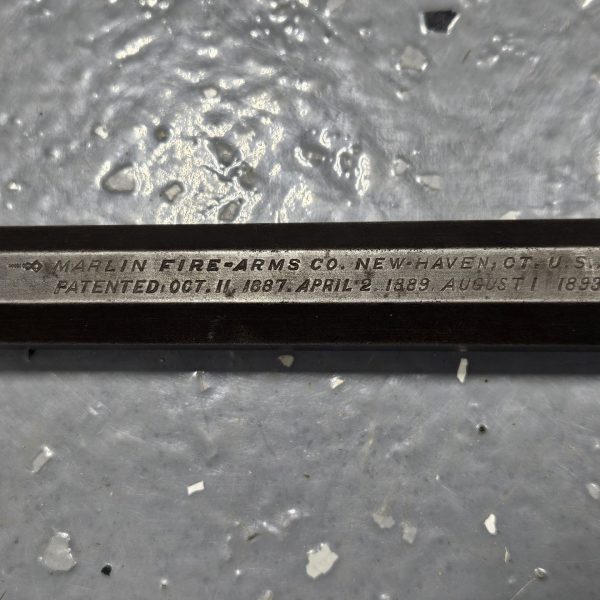 MARLIN FIRE-ARMS CO. NEW-HAVEN, CT. U.S.
PATENTED, OCT. 11, 1887. APRIL 2. 1889. AUGUST 1 1893